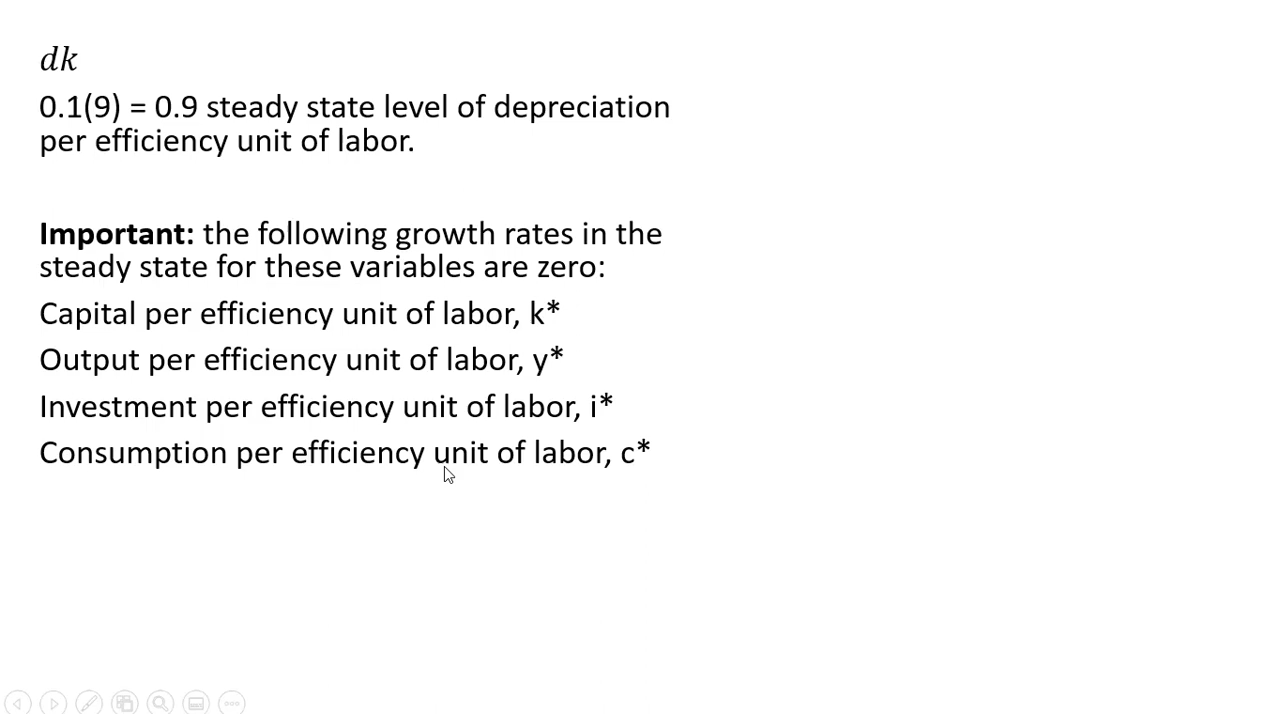 dk
0.1(9) = 0.9 steady state level of depreciation
per efficiency unit of labor.
Important: the following growth rates in the
steady state for these variables are zero:
Capital per efficiency unit of labor, k*
Output per efficiency unit of labor, y*
Investment per efficiency unit of labor, i*
Consumption per efficiency unit of labor, c*